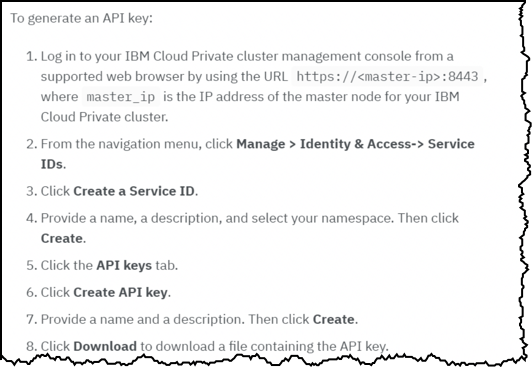 To generate an API key:
1. Log in to your IBM Cloud Private cluster management console from a
supported web browser by using the URL https://<master-ip>:8443 ,
where master_ip is the IP address of the master node for your IBM
Cloud Private cluster.
2. From the navigation menu, click Manage > Identity & Access-> Service
IDs.
3. Click Create a Service ID.
4. Provide a name, a description, and select your namespace. Then click
Create.
5. Click the API keys tab.
6. Click Create API key.
7. Provide a name and a description. Then click Create.
8. Click Download to download a file containing the API key.